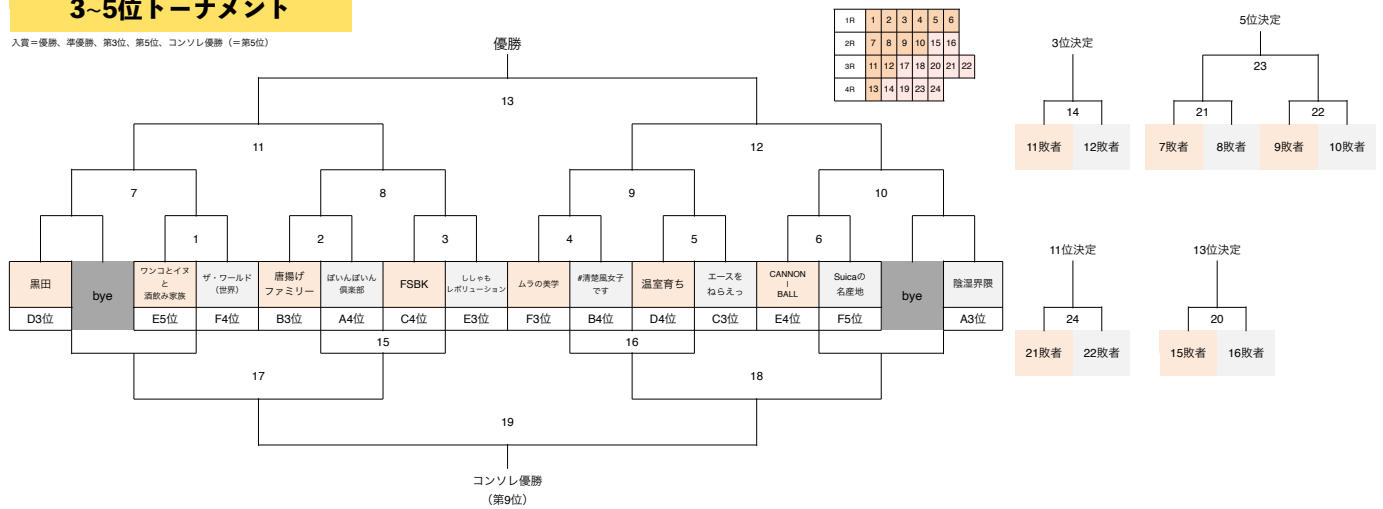 3~5位トーナメント
入賞=優勝、準優勝、第3位、第5位、コンソレ優勝（=第5位）
優勝
13
11
12
7
8
9
10
1
2
3
4
5
6
黒田
bye
ワンコとイヌ
と
酒飲み家族
ザ・ワールド
（世界）
唐揚げ
ファミリー
ぽいんぽいん
倶楽部
FSBK
ししゃも
レボリューション
ムラの美学
#清楚風女子
です
温室育ち
エースを
ねらえっ
CANNON
ー
BALL
Suicaの
名産地
bye
陰湿界隈
D3位
E5位
F4位
B3位
A4位
C4位
E3位
F3位
B4位
D4位
C3位
E4位
F5位
A3位
15
16
17
18
19
コンソレ優勝
（第9位）
1R 1 2 3 4 5 6
2R 7 8 9 10 15 16
3R 11 12 17 18 20 21 22
4R 13 14 19 23 24
3位決定
14
11敗者 12敗者
5位決定
23
21 22
7敗者 8敗者 9敗者 10敗者
11位決定
24
21敗者 22敗者
13位決定
20
15敗者 16敗者